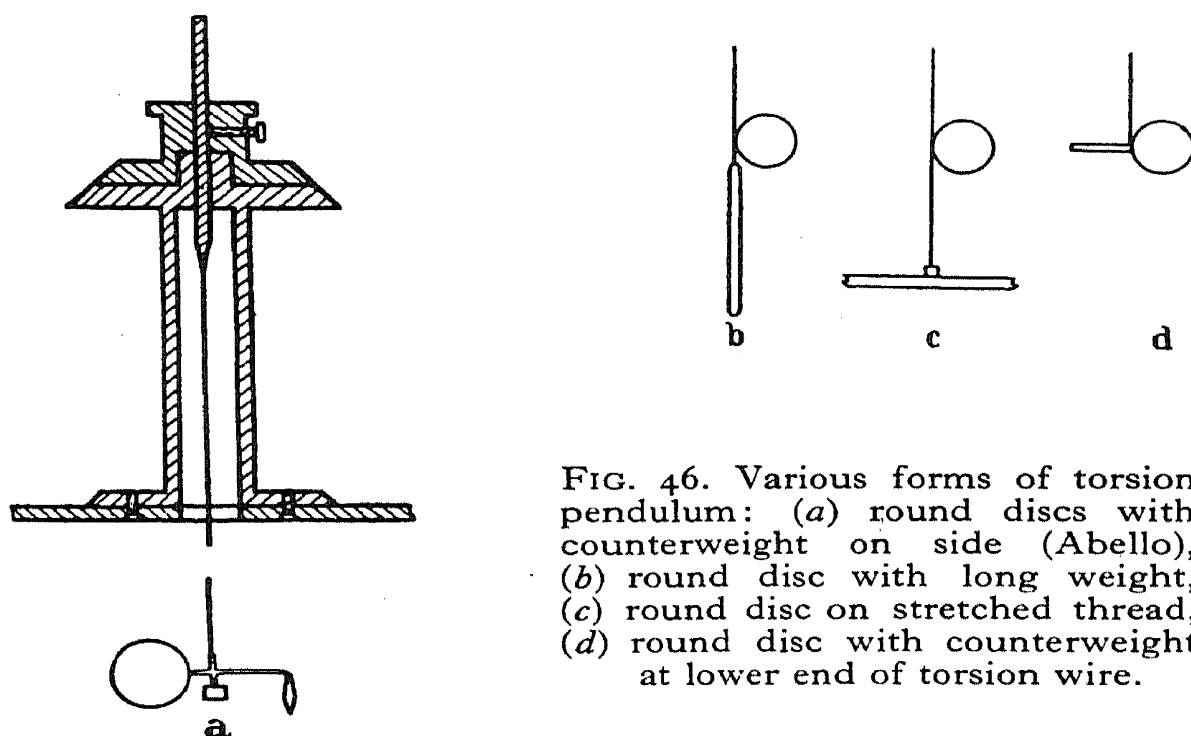 b
c
d
a
FIG. 46. Various forms of torsion
pendulum: (a) round discs with
counterweight on side (Abello),
(b) round disc with long weight,
(c) round disc on stretched thread,
(d) round disc with counterweight
at lower end of torsion wire.